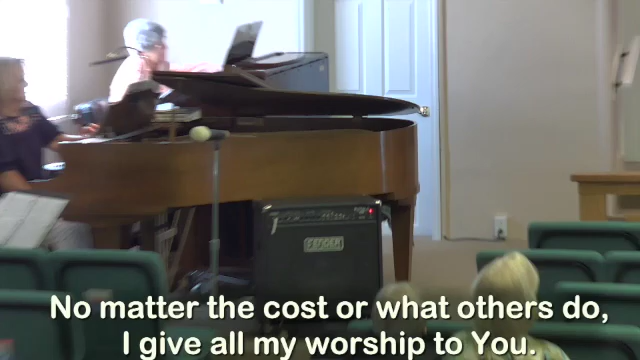 FENDER
No matter the cost or what others do,
I give all my worship to You.